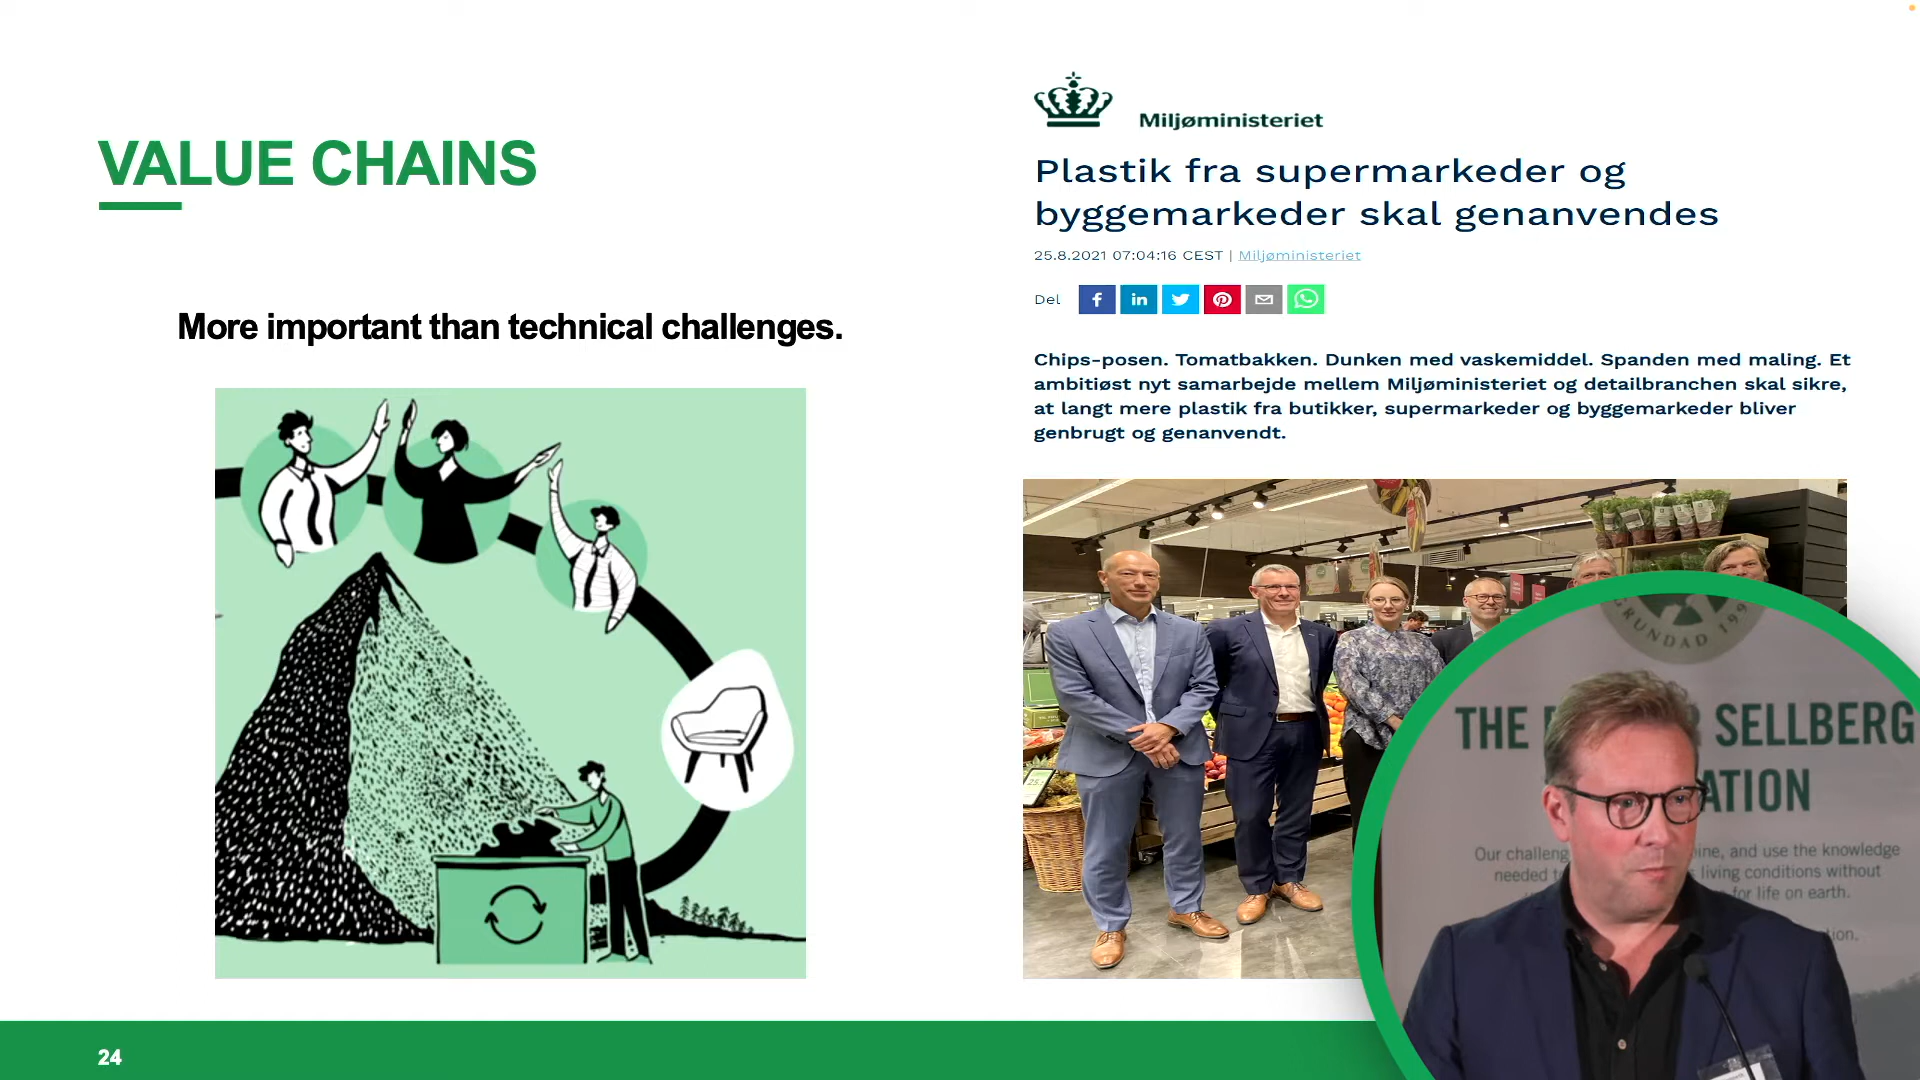 VALUE CHAINS
More important than technical challenges.
Miljøministeriet
Plastik fra supermarkeder og
byggemarkeder skal genanvendes
25.8.2021 07:04:16 CEST | Miljøministeriet
Del
Chips-posen. Tomatbakken. Dunken med vaskemiddel. Spanden med maling. Et
ambitiøst nyt samarbejde mellem Miljøministeriet og detailbranchen skal sikre,
at langt mere plastik fra butikker, supermarkeder og byggemarkeder bliver
genbrugt og genanvendt.
GRUNDAD
THE SELLBERG
Our and use the knowledge
needed living conditions without
for life on earth.
24